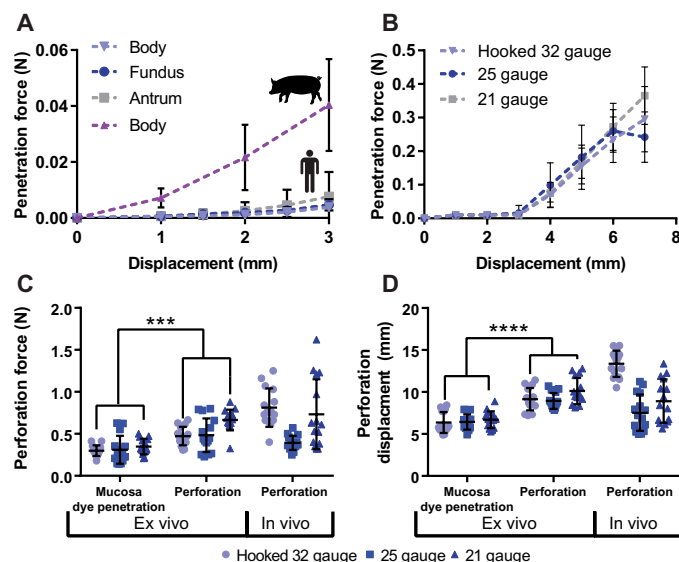 A
Penetration force (N)
0.06
0.04
0.02
0.00
Body
Fundus
Antrum
Body
0 1 2 3
Displacement (mm)
B
Penetration force (N)
0.5
0.4
0.3
0.2
0.1
0.0
Hooked 32 gauge
25 gauge
21 gauge
0 2 4 6 8
Displacement (mm)
C
Perforation force (N)
2.0
1.5
1.0
0.5
0.0
***
Mucosa
dye penetration
Perforation
Perforation
Ex vivo
In vivo
D
Perforation
displacment (mm)
20
15
10
5
0
****
Mucosa
dye penetration
Perforation
Perforation
Ex vivo
In vivo
Hooked 32 gauge 25 gauge 21 gauge